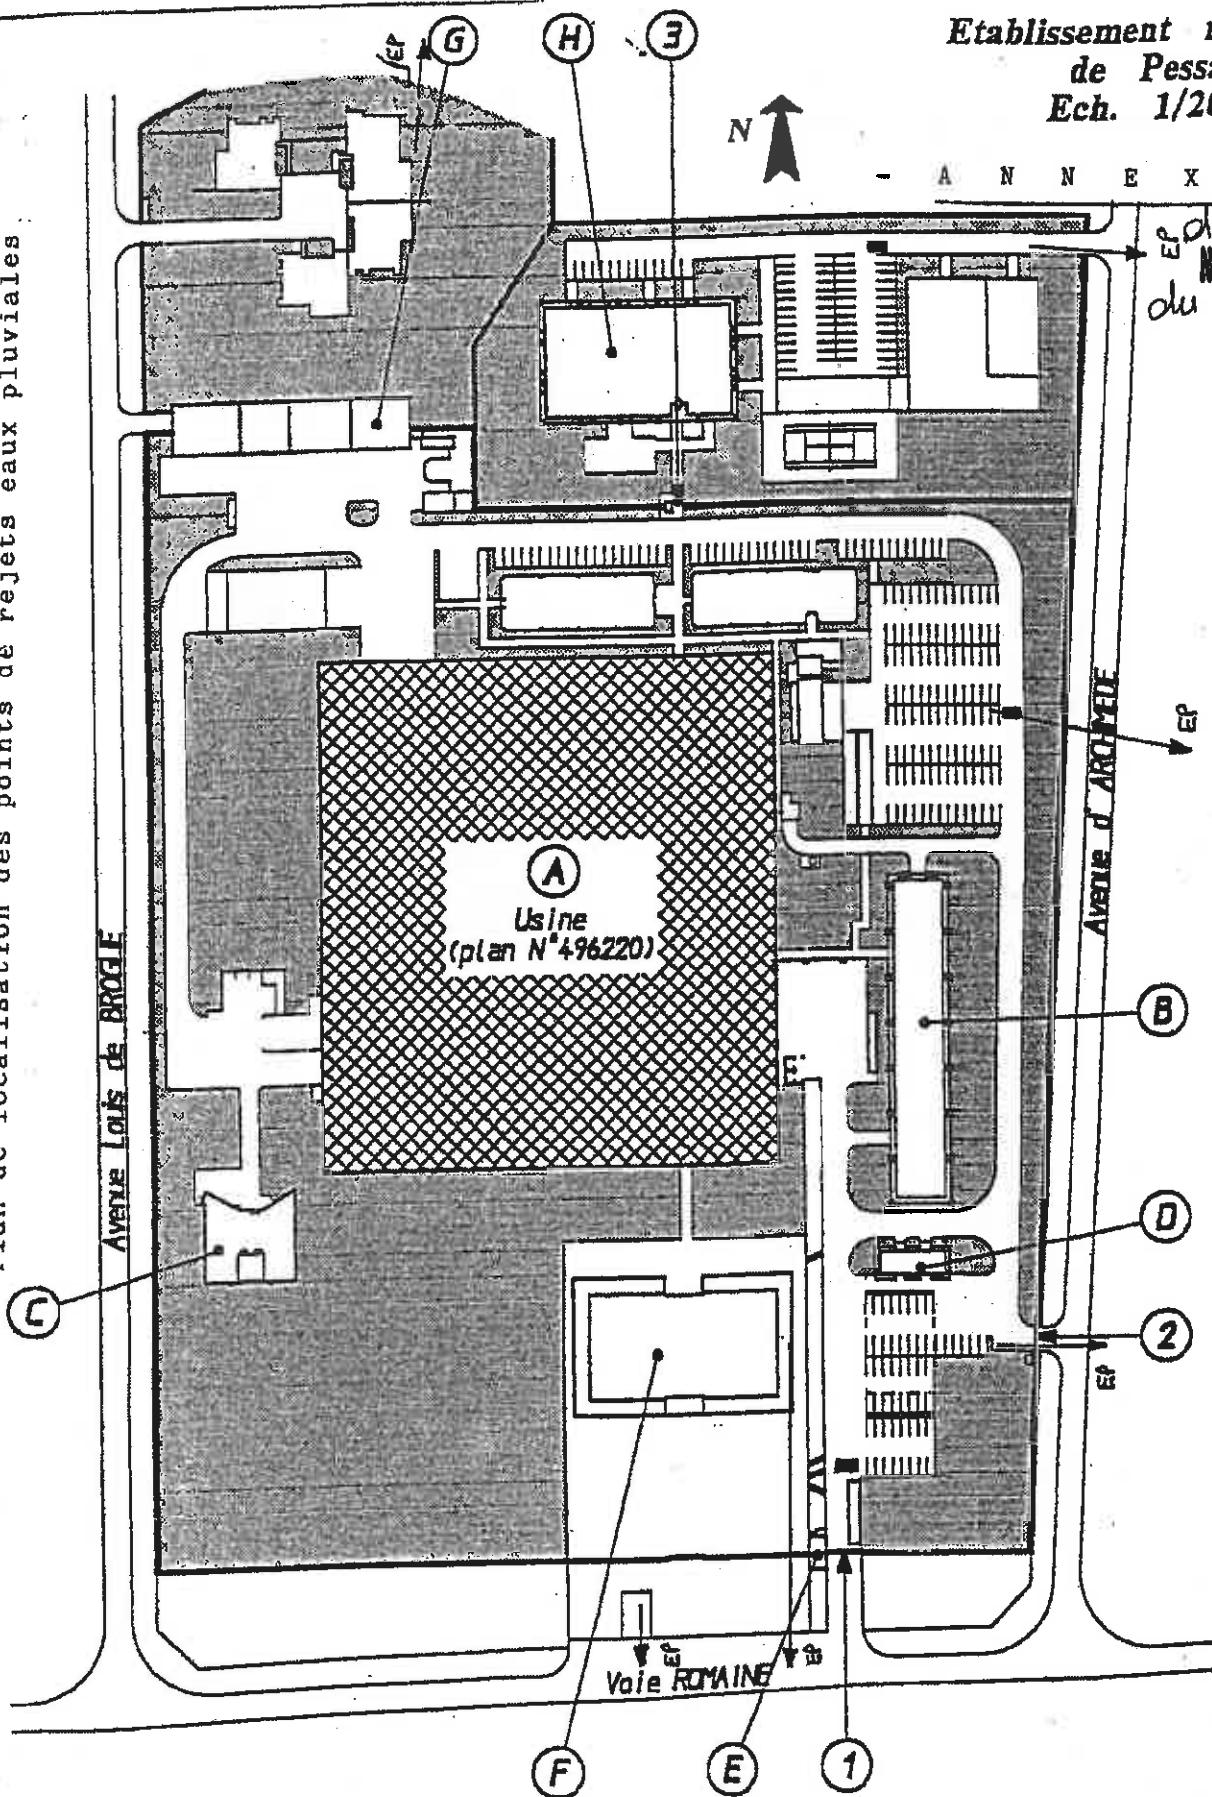 Etablissement
de Pessa
Ech. 1/20
- A N N E X
Plan de localisation des points de rejets eaux pluviales
G
H
3
EP
N
EP
du
A
Usine
(plan N°496220)
EP
Avenue d'ARCHIMEDE
Avenue Louis de BROGLIE
B
D
C
2
EP
EP
EP
Voie ROMAINE
F
E
1